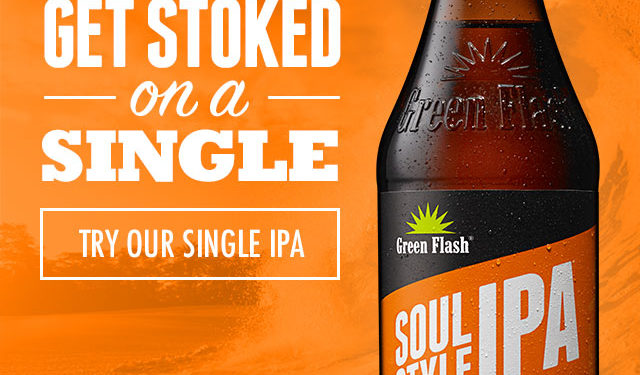 GET STOKED
on a
SINGLE
TRY OUR SINGLE IPA
Green Flash
Green Flash®
SOUL
STYLE
IPA